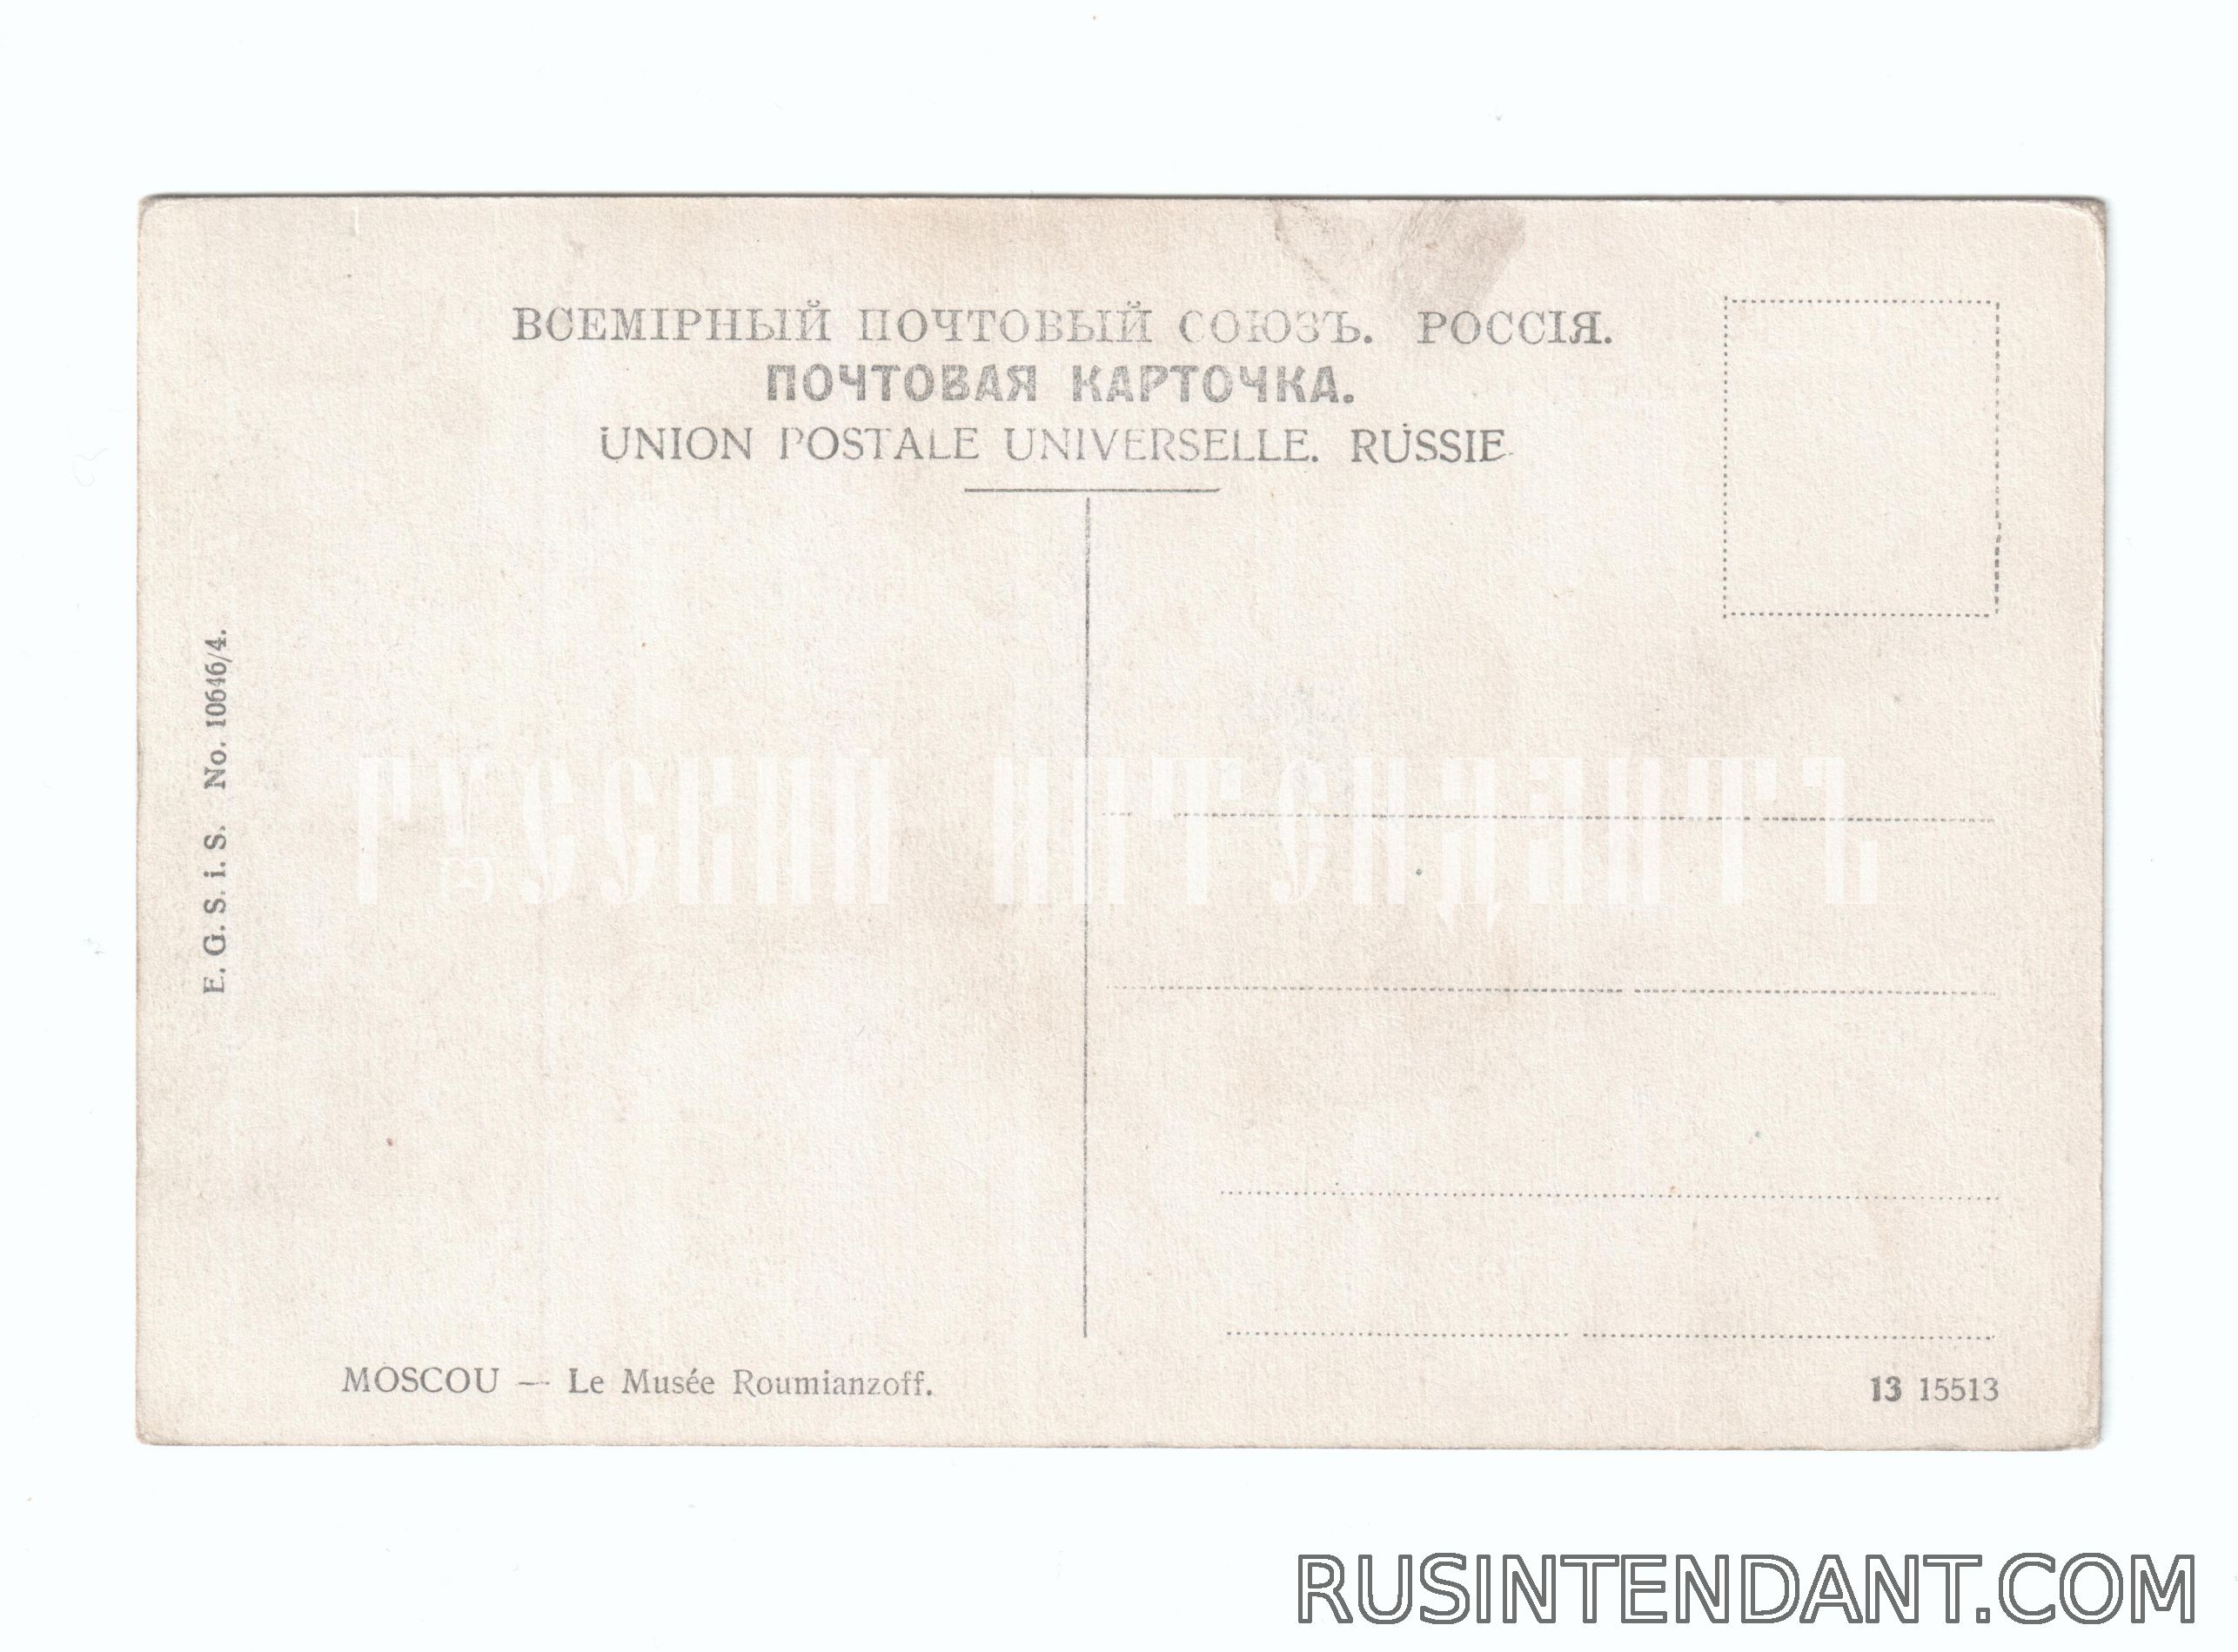 ВСЕМІРНЫЙ ПОЧТОВЫЙ СОЮЗЪ. РОССІЯ.
ПОЧТОВАЯ КАРТОЧКА.
UNION POSTALE UNIVERSELLE. RUSSIE
E. G. S. i. S. No. 10646/4.
РУССКИЙ ИНТЕНДАНТЪ
MOSCOU — Le Musée Roumianzoff.
13 15513
RUSINTENDANT.COM